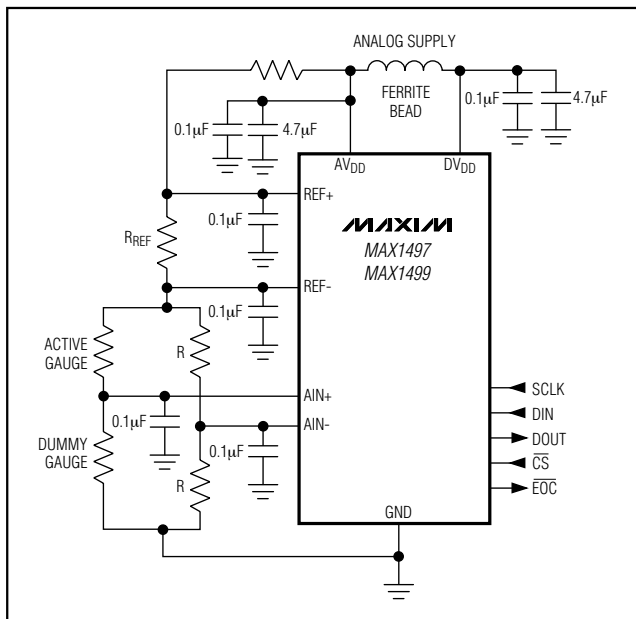 ANALOG SUPPLY
FERRITE
BEAD
0.1µF
4.7µF
0.1µF
4.7µF
AVDD
DVDD
REF+
0.1µF
MAXIM
MAX1497
MAX1499
RREF
REF-
0.1µF
ACTIVE
GAUGE
R
AIN+
0.1µF
AIN-
0.1µF
DUMMY
GAUGE
R
SCLK
DIN
DOUT
CS
EOC
GND